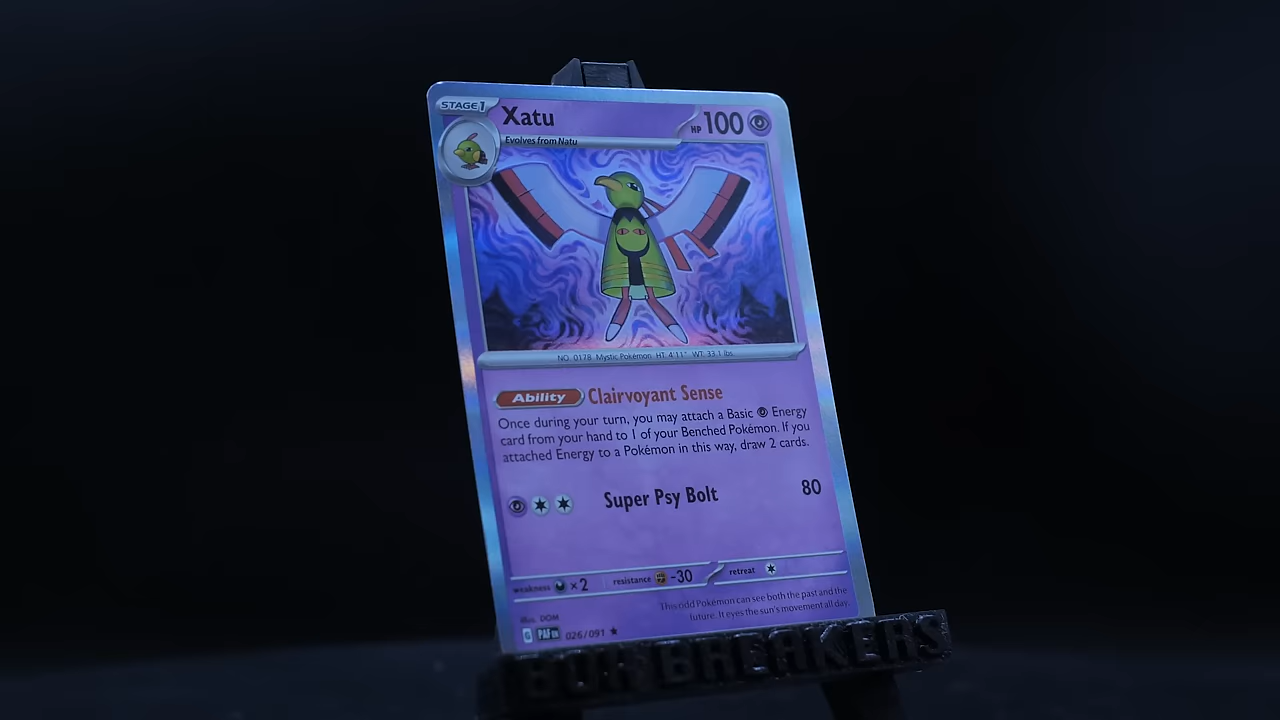 STAGE 1
Xatu
HP 100
Evolves from Natu
NO. 0178 Mystic Pokémon HT. 4'11" WT. 33.1 lbs.
Ability Clairvoyant Sense
Once during your turn, you may attach a Basic Energy
card from your hand to 1 of your Benched Pokémon. If you
attached Energy to a Pokémon in this way, draw 2 cards.
Super Psy Bolt 80
weakness ×2 resistance -30 retreat
This odd Pokémon can see both the past and the
future. It eyes the sun's movement all day.
illus. DOM
G PAF EN 026/091 ★
BOX BREAKERS